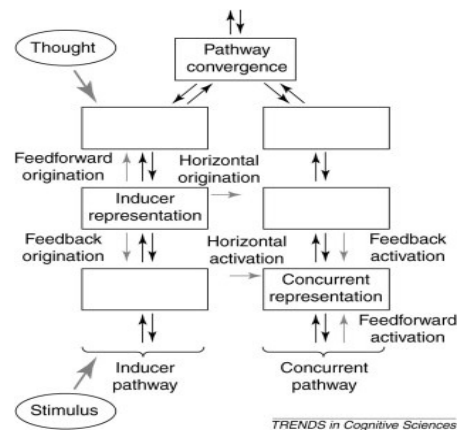 Thought
Pathway
convergence
Feedforward
origination
Horizontal
origination
Inducer
representation
Feedback
origination
Horizontal
activation
Feedback
activation
Concurrent
representation
Feedforward
activation
Inducer
pathway
Concurrent
pathway
Stimulus
TRENDS in Cognitive Sciences